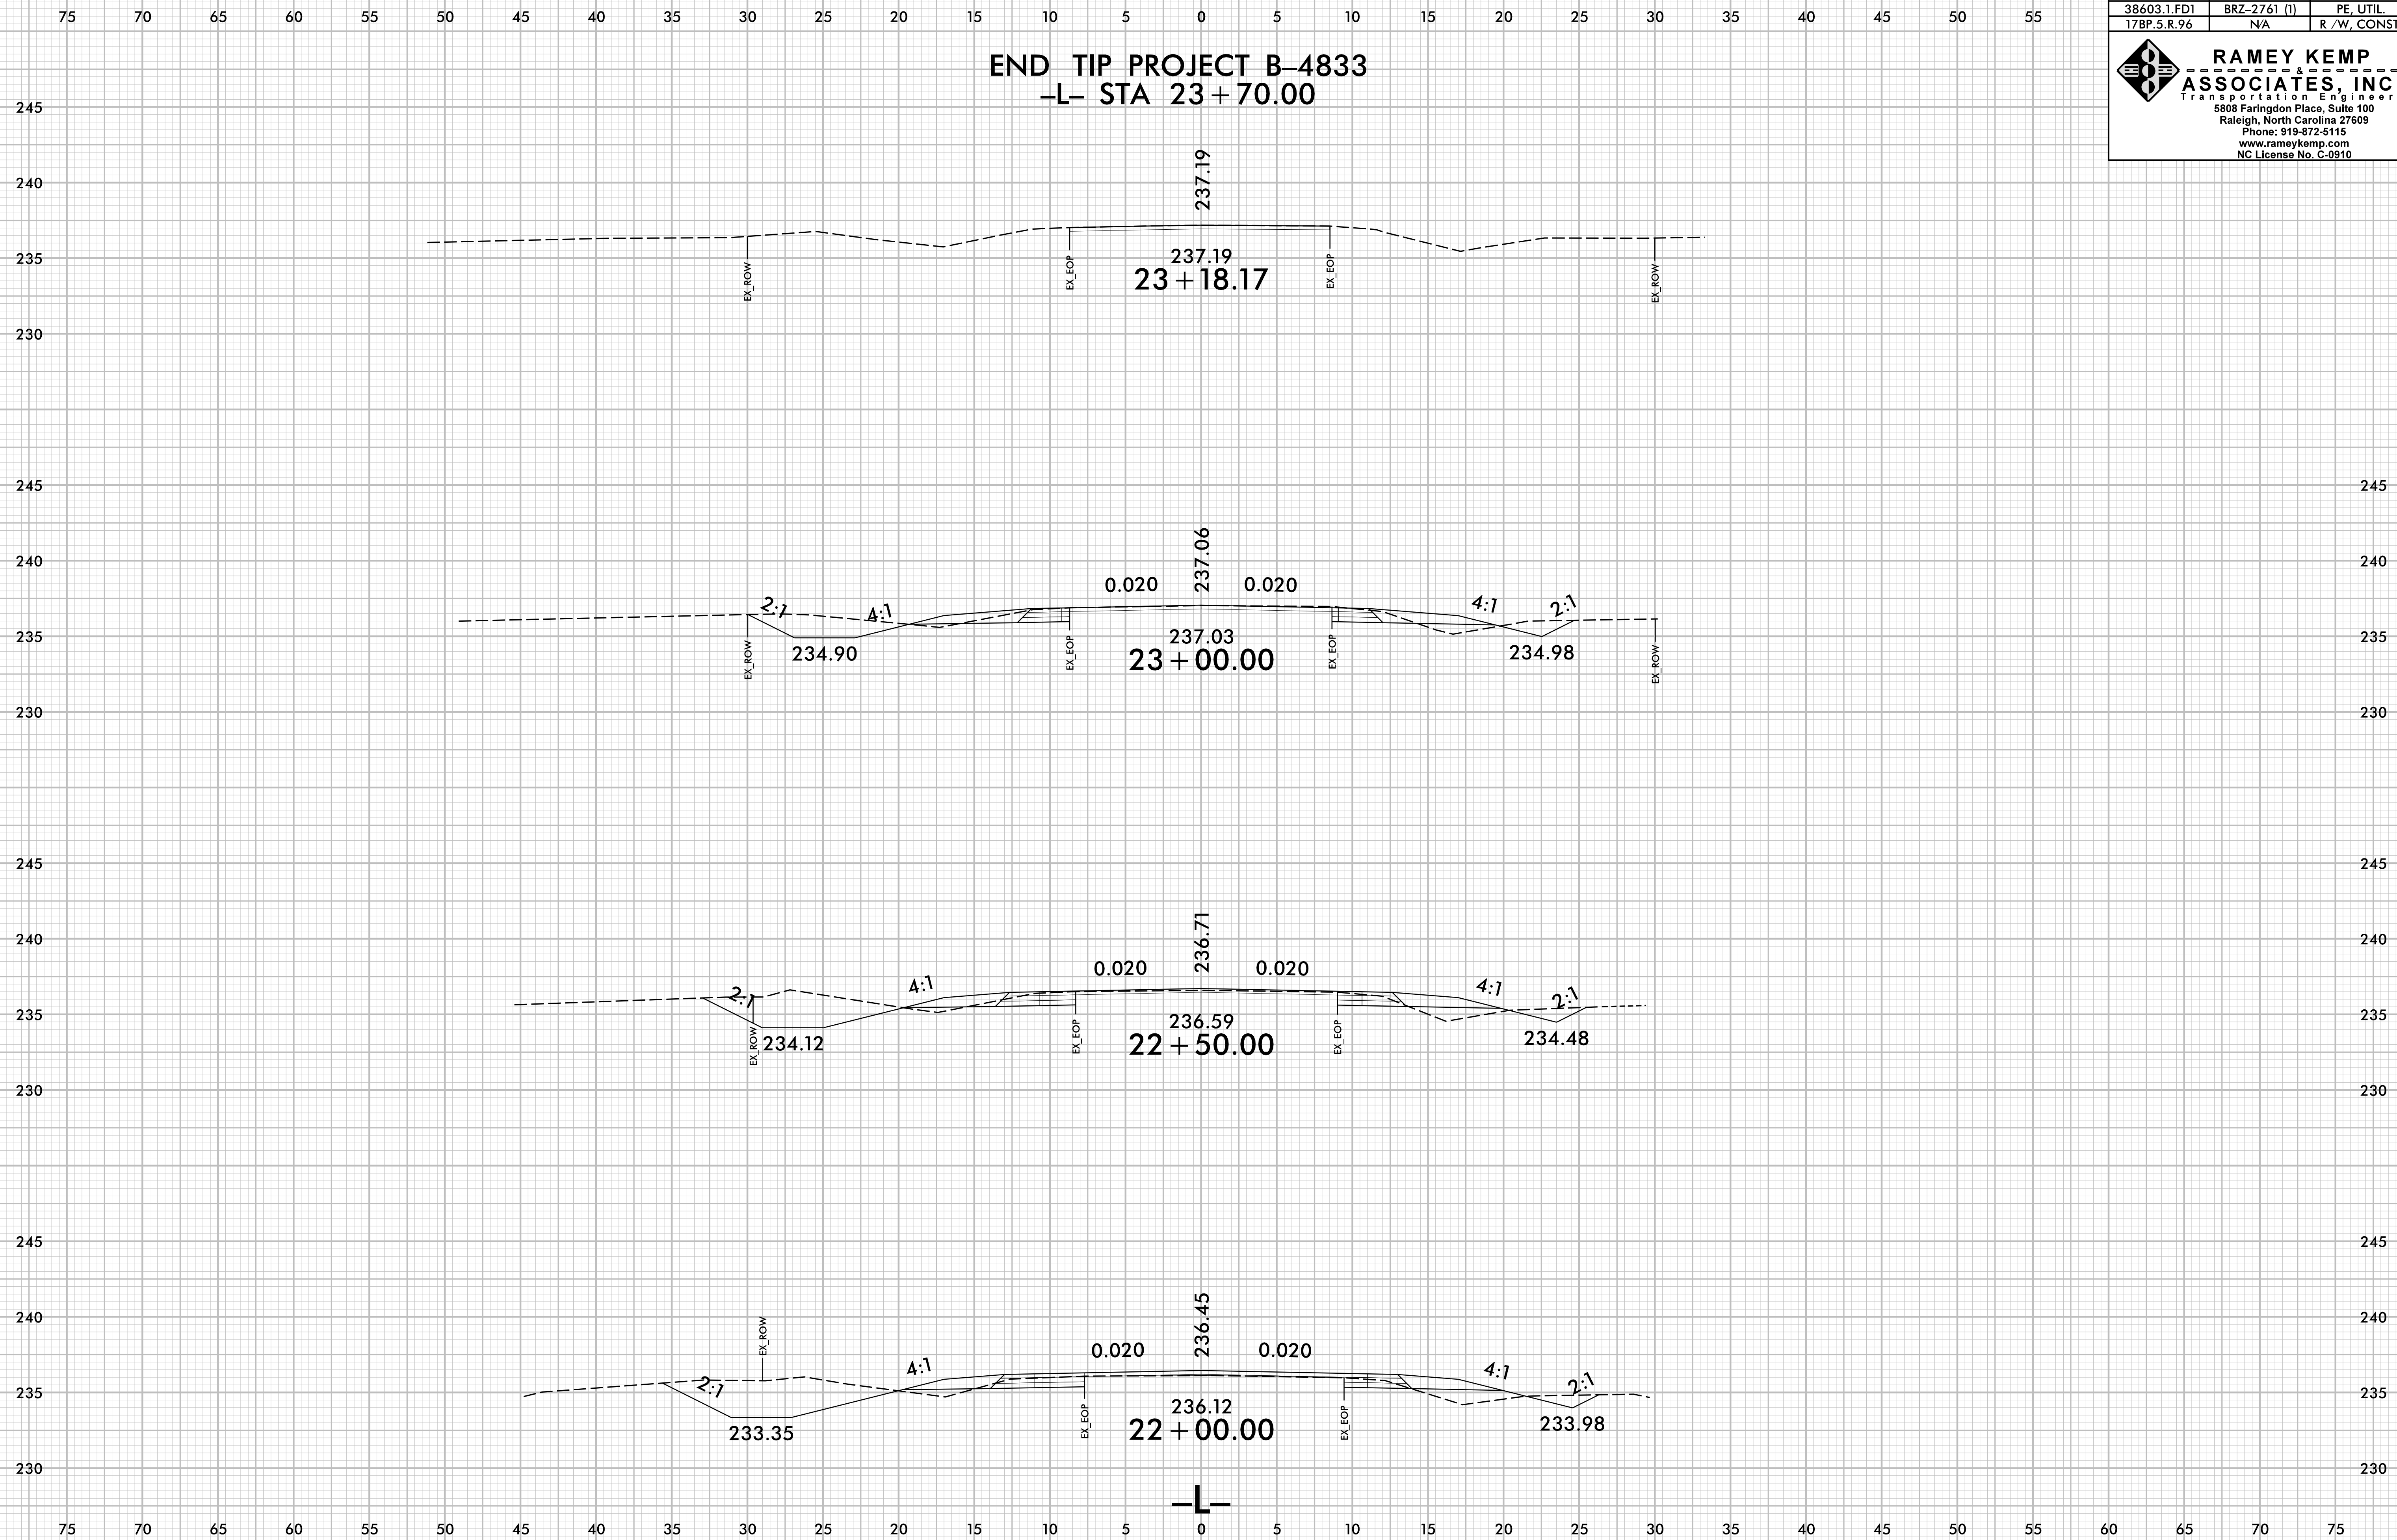 75 70 65 60 55 50 45 40 35 30 25 20 15 10 5 0 5 10 15 20 25 30 35 40 45 50 55
38603.1.FD1 BRZ–2761 (1) PE, UTIL.
17BP.5.R.96 N/A R /W, CONST
RAMEY KEMP
&
ASSOCIATES, INC
Transportation Engineer
5808 Faringdon Place, Suite 100
Raleigh, North Carolina 27609
Phone: 919-872-5115
www.rameykemp.com
NC License No. C-0910
END TIP PROJECT B–4833
–L– STA 23+70.00
245
240
237.19
235
EX_ROW EX_EOP 237.19 EX_EOP EX_ROW
23+18.17
230
245 245
240 237.06 240
0.020 0.020
2:1 4:1 4:1 2:1
235 235
EX_ROW 234.90 EX_EOP 237.03 EX_EOP 234.98 EX_ROW
23+00.00
230 230
245 245
240 236.71 240
0.020 0.020
2:1 4:1 4:1 2:1
235 235
EX_ROW 234.12 EX_EOP 236.59 EX_EOP 234.48
22+50.00
230 230
245 245
240 236.45 240
EX_ROW 0.020 0.020
2:1 4:1 4:1 2:1
235 235
233.35 EX_EOP 236.12 EX_EOP 233.98
22+00.00
230 230
–L–
75 70 65 60 55 50 45 40 35 30 25 20 15 10 5 0 5 10 15 20 25 30 35 40 45 50 55 60 65 70 75